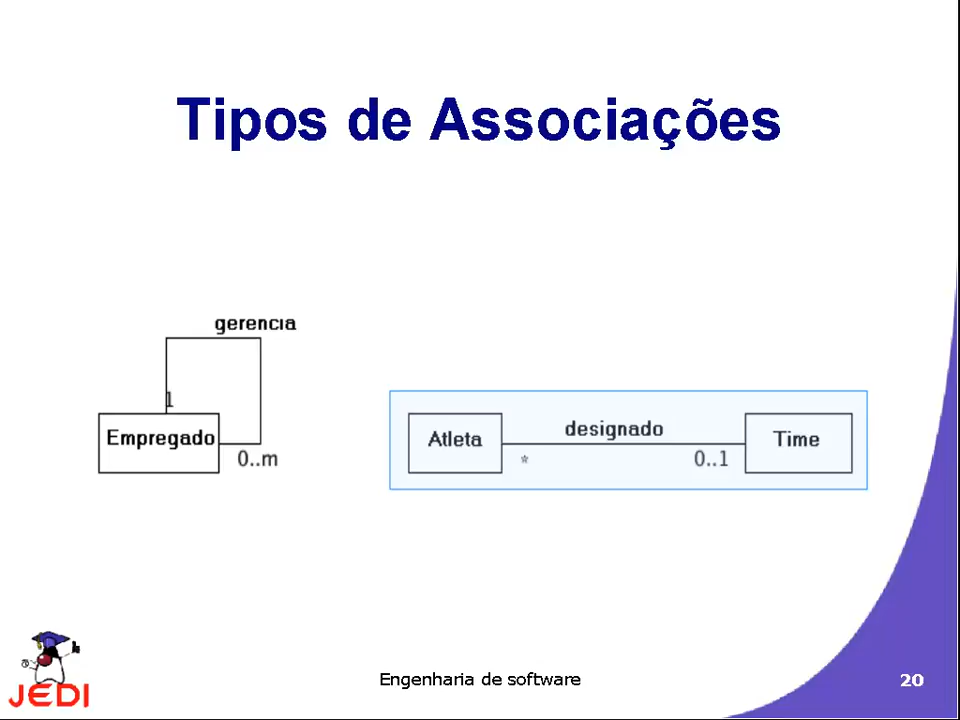 Tipos de Associações
gerencia
1
Empregado
0..m
designado
Atleta
Time
*
0..1
JEDI
Engenharia de software
20